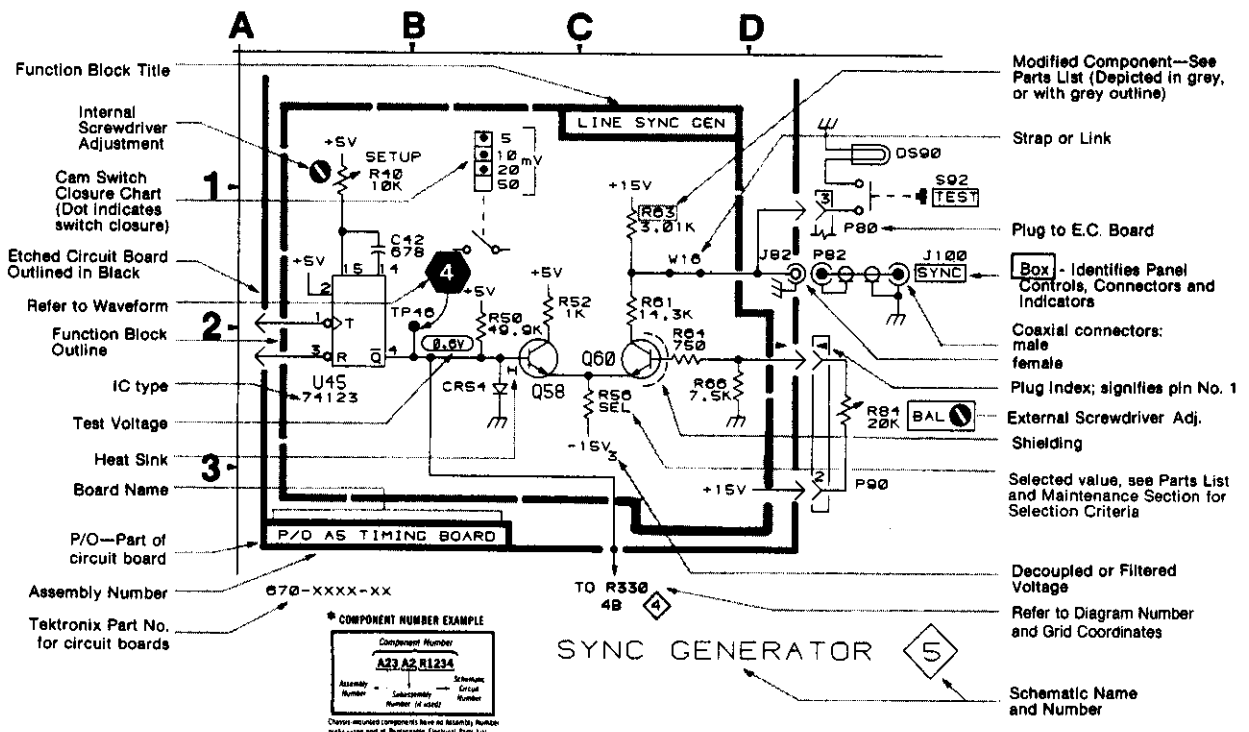 A B C D
Function Block Title
Internal
Screwdriver
Adjustment
Cam Switch
Closure Chart
(Dot indicates
switch closure)
Etched Circuit Board
Outlined in Black
Refer to Waveform
Function Block
Outline
IC type
Test Voltage
Heat Sink
Board Name
P/O—Part of
circuit board
Assembly Number
Tektronix Part No.
for circuit boards
1
2
3
LINE SYNC GEN
+5V
SETUP
R40
10K
5
10
20
50
mV
C42
678
15
14
+5V
2
1
T
3
R
Q
4
U45
74123
4
TP46
+5V
R50
49.9K
0.6V
CR54
H
+5V
R52
1K
Q58
Q60
R56
SEL
-15V
3
+15V
R63
3.01K
W16
R61
14.3K
R64
750
R66
7.5K
+15V
J82
P82
3
P80
DS90
S92
TEST
J100
SYNC
1
R84
20K
BAL
2
P90
P/O A5 TIMING BOARD
670-XXXX-XX
TO R330
4B
4
SYNC GENERATOR
5
Modified Component—See
Parts List (Depicted in grey,
or with grey outline)
Strap or Link
Plug to E.C. Board
Box - Identifies Panel
Controls, Connectors and
Indicators
Coaxial connectors:
male
female
Plug Index; signifies pin No. 1
External Screwdriver Adj.
Shielding
Selected value, see Parts List
and Maintenance Section for
Selection Criteria
Decoupled or Filtered
Voltage
Refer to Diagram Number
and Grid Coordinates
Schematic Name
and Number
* COMPONENT NUMBER EXAMPLE
Component Number
A23 A2 R1234
Assembly
Number
Subassembly
Number (if used)
Schematic
Circuit
Number
Chassis-mounted components have no Assembly Number